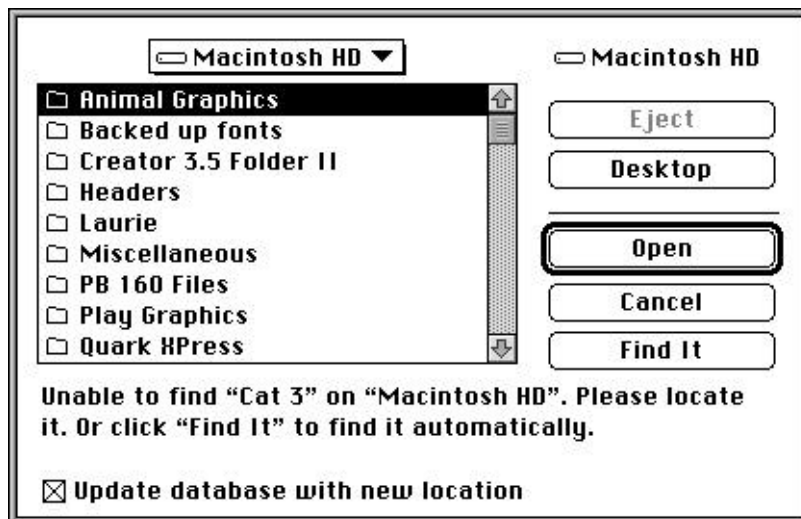 Macintosh HD
Macintosh HD
Animal Graphics
Backed up fonts
Creator 3.5 Folder II
Headers
Laurie
Miscellaneous
PB 160 Files
Play Graphics
Quark XPress
Eject
Desktop
Open
Cancel
Find It
Unable to find “Cat 3” on “Macintosh HD”. Please locate
it. Or click “Find It” to find it automatically.
Update database with new location